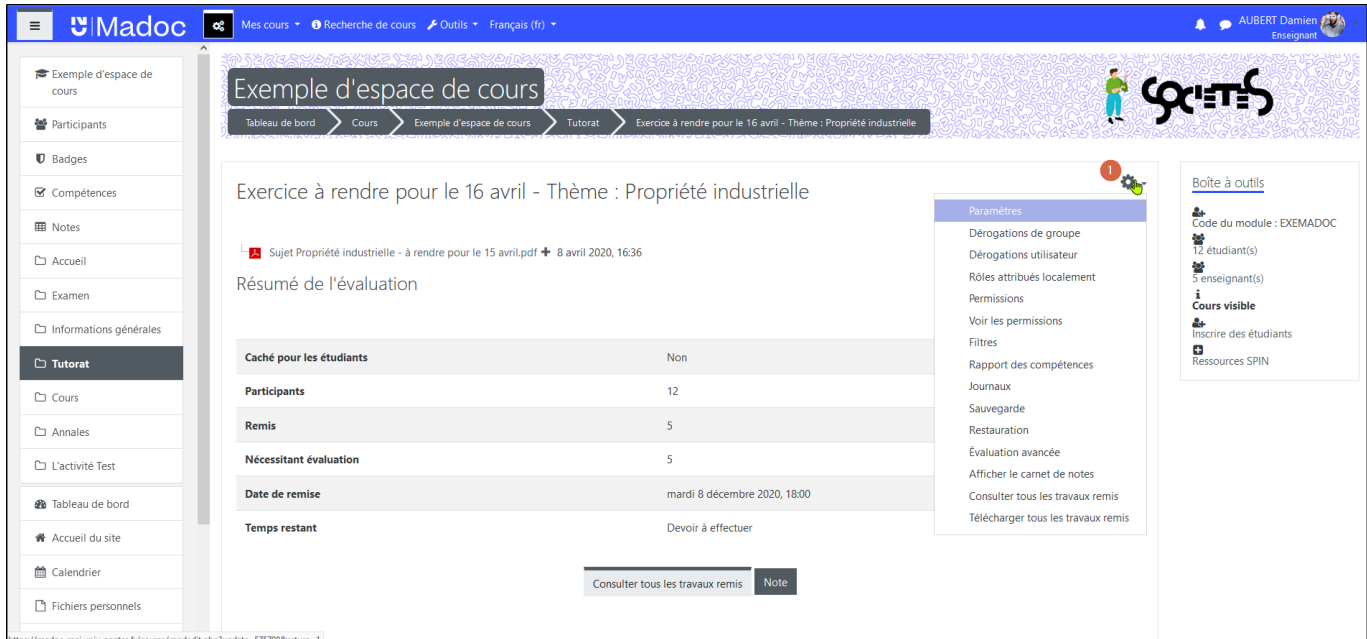 Madoc
Mes cours
Recherche de cours
Outils
Français (fr)
AUBERT Damien
Enseignant
Exemple d'espace de
cours
Participants
Badges
Compétences
Notes
Accueil
Examen
Informations générales
Tutorat
Cours
Annales
L'activité Test
Tableau de bord
Accueil du site
Calendrier
Fichiers personnels
Exemple d'espace de cours
Tableau de bord
Cours
Exemple d'espace de cours
Tutorat
Exercice à rendre pour le 16 avril - Thème : Propriété industrielle
SOCIETES
Exercice à rendre pour le 16 avril - Thème : Propriété industrielle
1
Sujet Propriété industrielle - à rendre pour le 15 avril.pdf
8 avril 2020, 16:36
Résumé de l'évaluation
Caché pour les étudiants Non
Participants 12
Remis 5
Nécessitant évaluation 5
Date de remise mardi 8 décembre 2020, 18:00
Temps restant Devoir à effectuer
Consulter tous les travaux remis
Note
Paramètres
Dérogations de groupe
Dérogations utilisateur
Rôles attribués localement
Permissions
Voir les permissions
Filtres
Rapport des compétences
Journaux
Sauvegarde
Restauration
Évaluation avancée
Afficher le carnet de notes
Consulter tous les travaux remis
Télécharger tous les travaux remis
Boîte à outils
Code du module : EXEMADOC
12 étudiant(s)
5 enseignant(s)
Cours visible
Inscrire des étudiants
Ressources SPIN